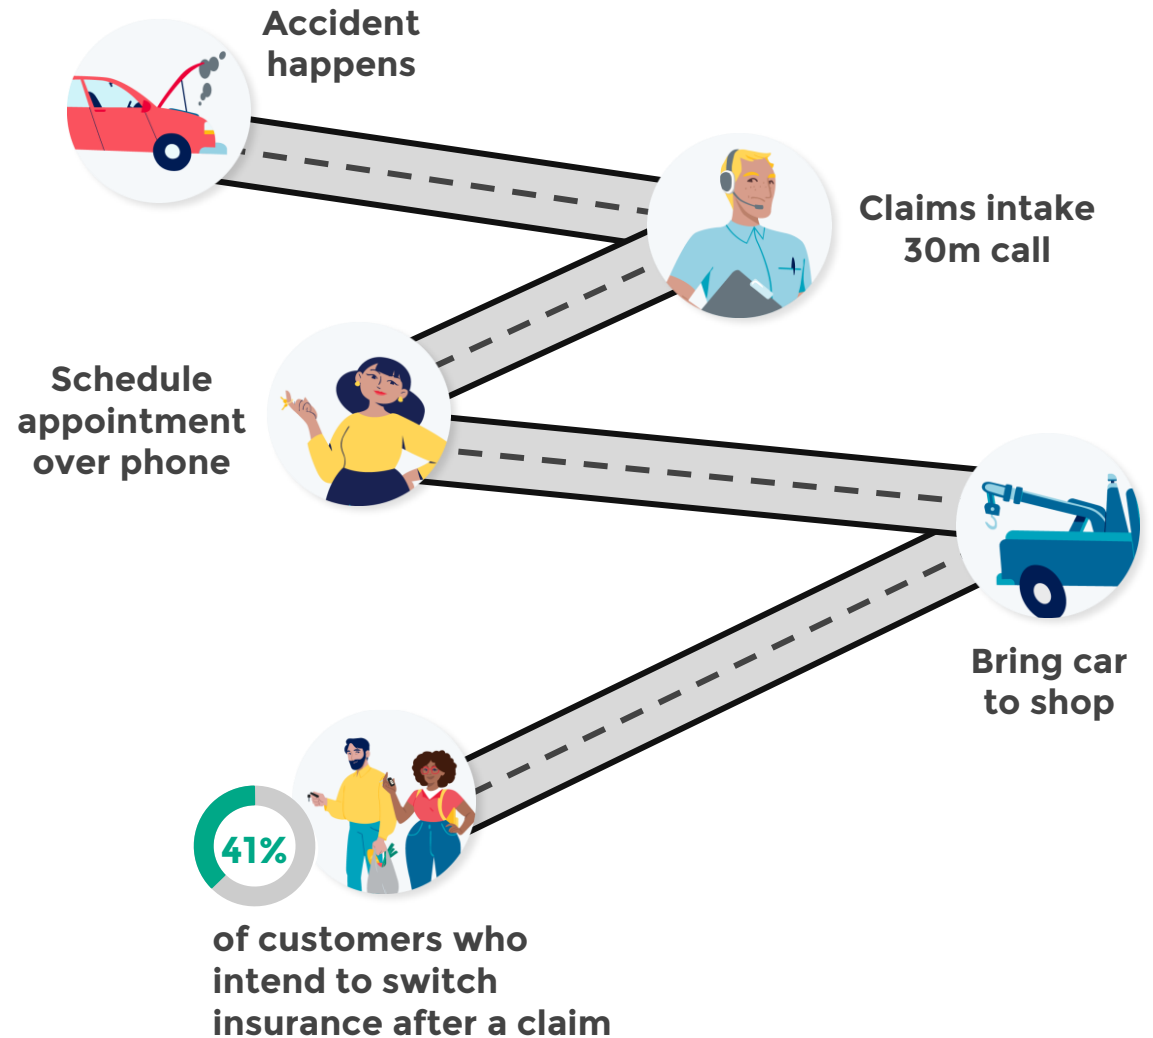 Accident
happens
Claims intake
30m call
Schedule
appointment
over phone
Bring car
to shop
41%
of customers who
intend to switch
insurance after a claim